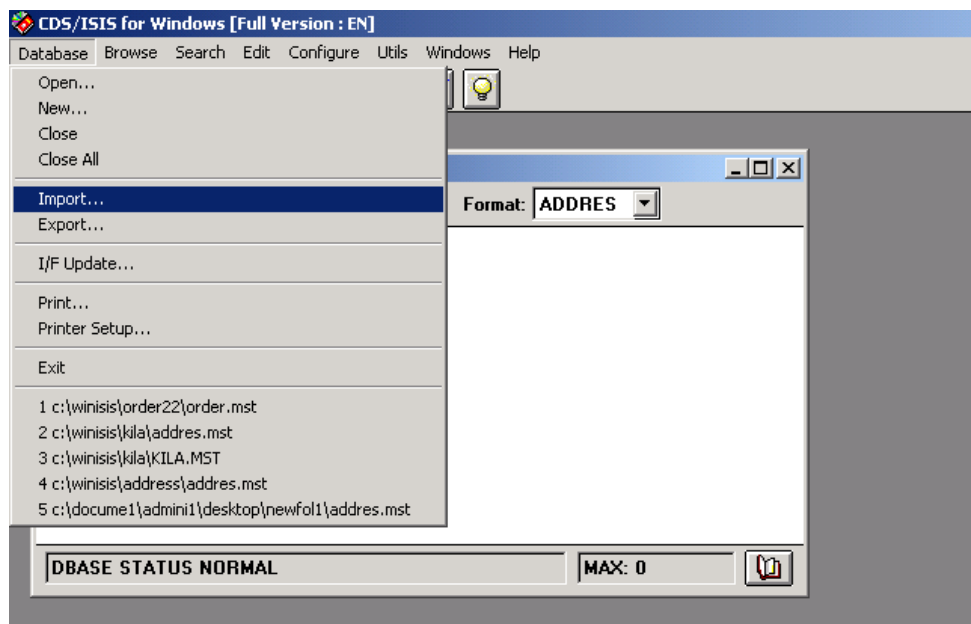 CDS/ISIS for Windows [Full Version : EN]
Database Browse Search Edit Configure Utils Windows Help
Open...
New...
Close
Close All
Import...
Format: ADDRES
Export...
I/F Update...
Print...
Printer Setup...
Exit
1 c:\winisis\order22\order.mst
2 c:\winisis\kila\addres.mst
3 c:\winisis\kila\KILA.MST
4 c:\winisis\address\addres.mst
5 c:\docume1\admini1\desktop\newfol1\addres.mst
DBASE STATUS NORMAL MAX: 0